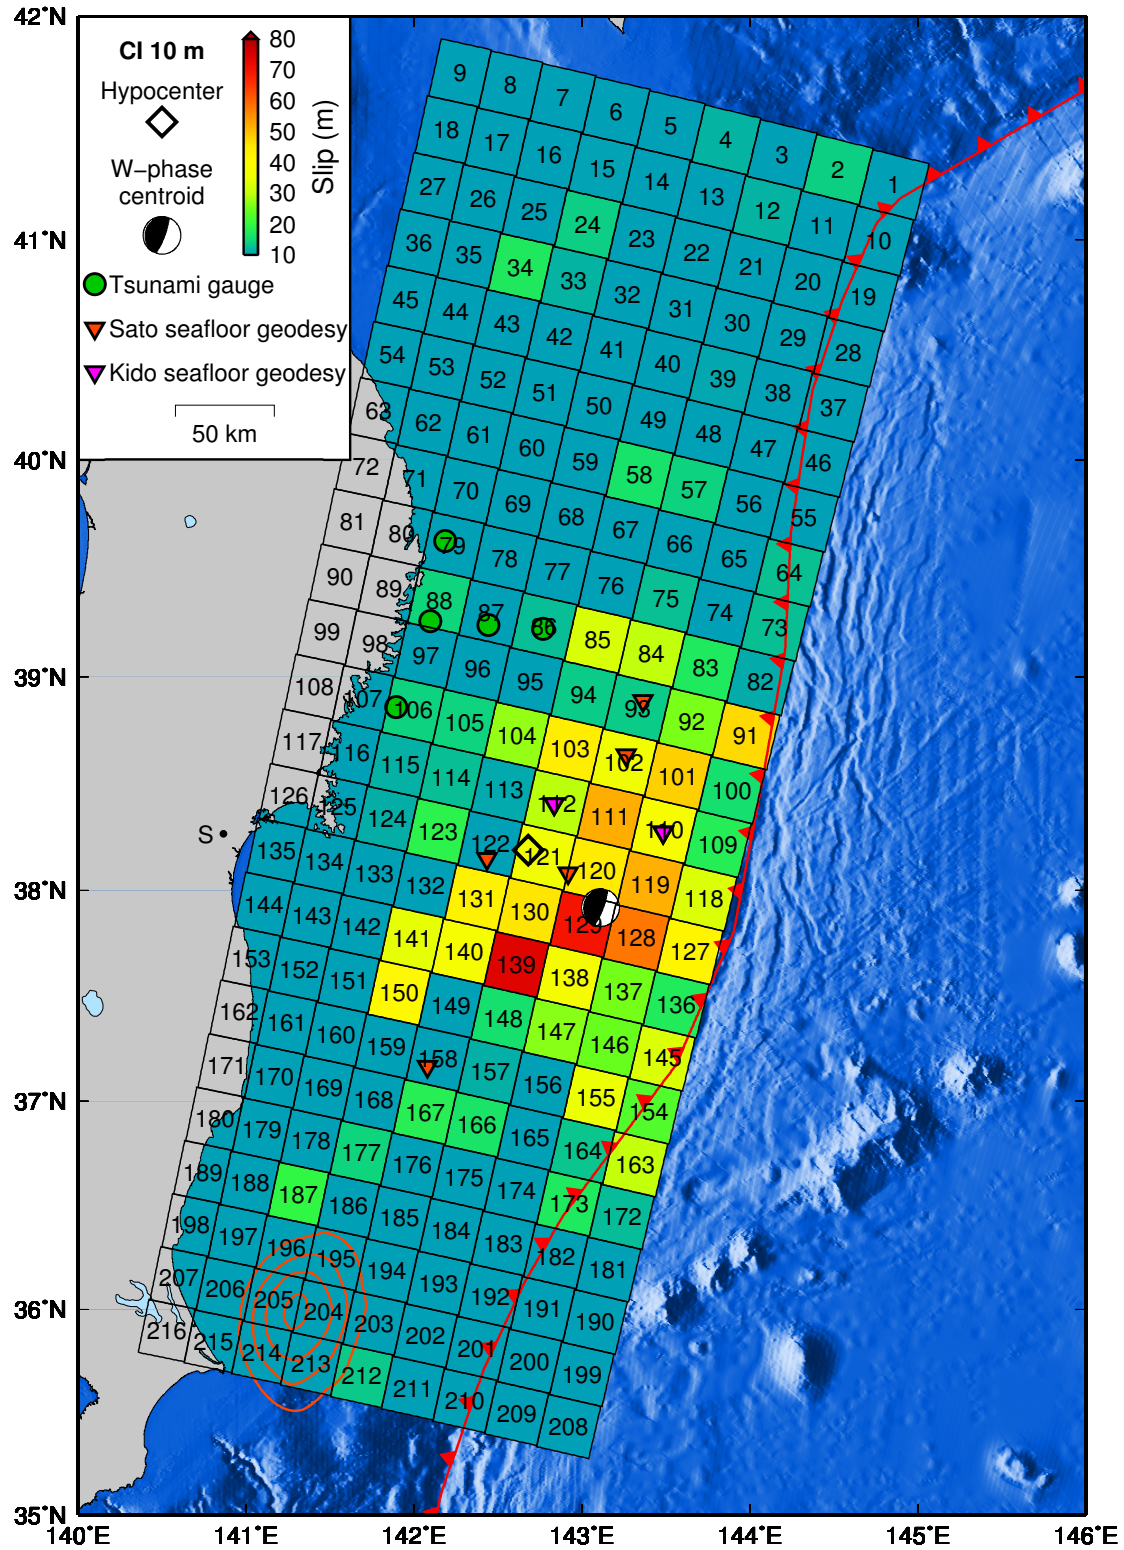 42°N
41°N
40°N
39°N
38°N
37°N
36°N
35°N
140°E 141°E 142°E 143°E 144°E 145°E 146°E
CI 10 m
Hypocenter
W−phase
centroid
Tsunami gauge
Sato seafloor geodesy
Kido seafloor geodesy
50 km
80
70
60
50
40
30
20
10
Slip (m)
S
9 8 7 6 5 4 3 2 1
18 17 16 15 14 13 12 11 10
27 26 25 24 23 22 21 20 19
36 35 34 33 32 31 30 29 28
45 44 43 42 41 40 39 38 37
54 53 52 51 50 49 48 47 46
63 62 61 60 59 58 57 56 55
72 71 70 69 68 67 66 65 64
81 80 79 78 77 76 75 74 73
90 89 88 87 86 85 84 83 82
99 98 97 96 95 94 93 92 91
108 107 106 105 104 103 102 101 100
117 116 115 114 113 112 111 110 109
126 125 124 123 122 121 120 119 118
135 134 133 132 131 130 129 128 127
144 143 142 141 140 139 138 137 136
153 152 151 150 149 148 147 146 145
162 161 160 159 158 157 156 155 154
171 170 169 168 167 166 165 164 163
180 179 178 177 176 175 174 173 172
189 188 187 186 185 184 183 182 181
198 197 196 195 194 193 192 191 190
207 206 205 204 203 202 201 200 199
216 215 214 213 212 211 210 209 208